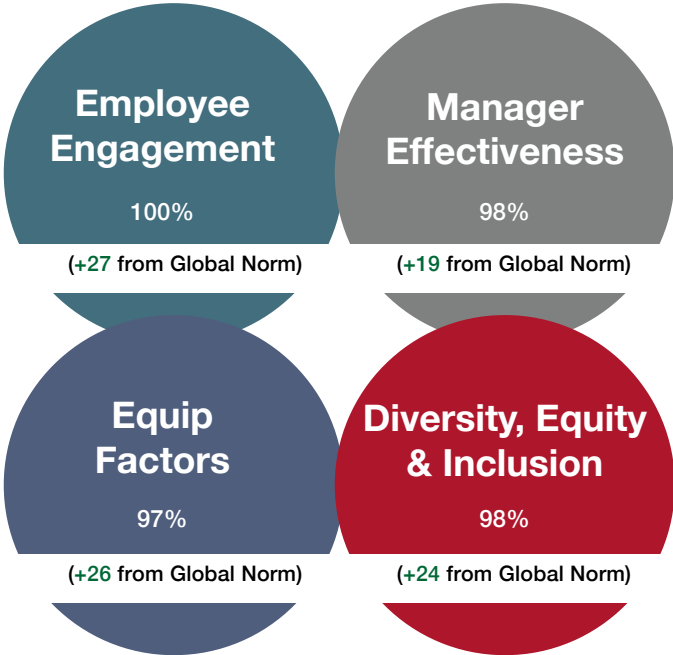 Employee
Engagement
100%
(+27 from Global Norm)
Manager
Effectiveness
98%
(+19 from Global Norm)
Equip
Factors
97%
(+26 from Global Norm)
Diversity, Equity
& Inclusion
98%
(+24 from Global Norm)